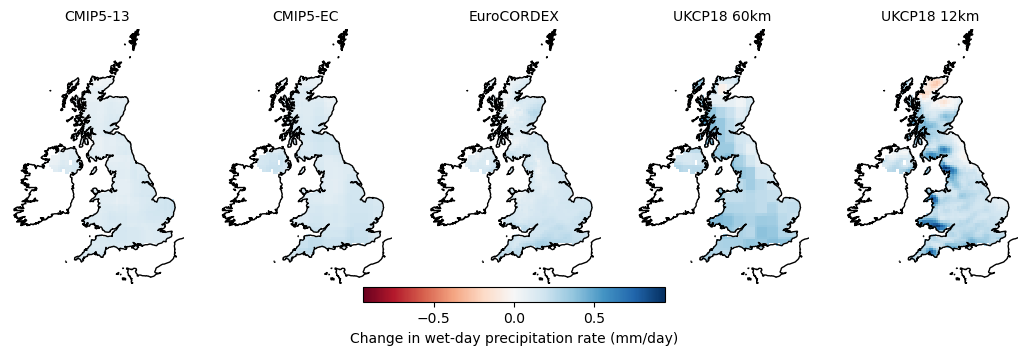 CMIP5-13 CMIP5-EC EuroCORDEX UKCP18 60km UKCP18 12km
−0.5 0.0 0.5
Change in wet-day precipitation rate (mm/day)